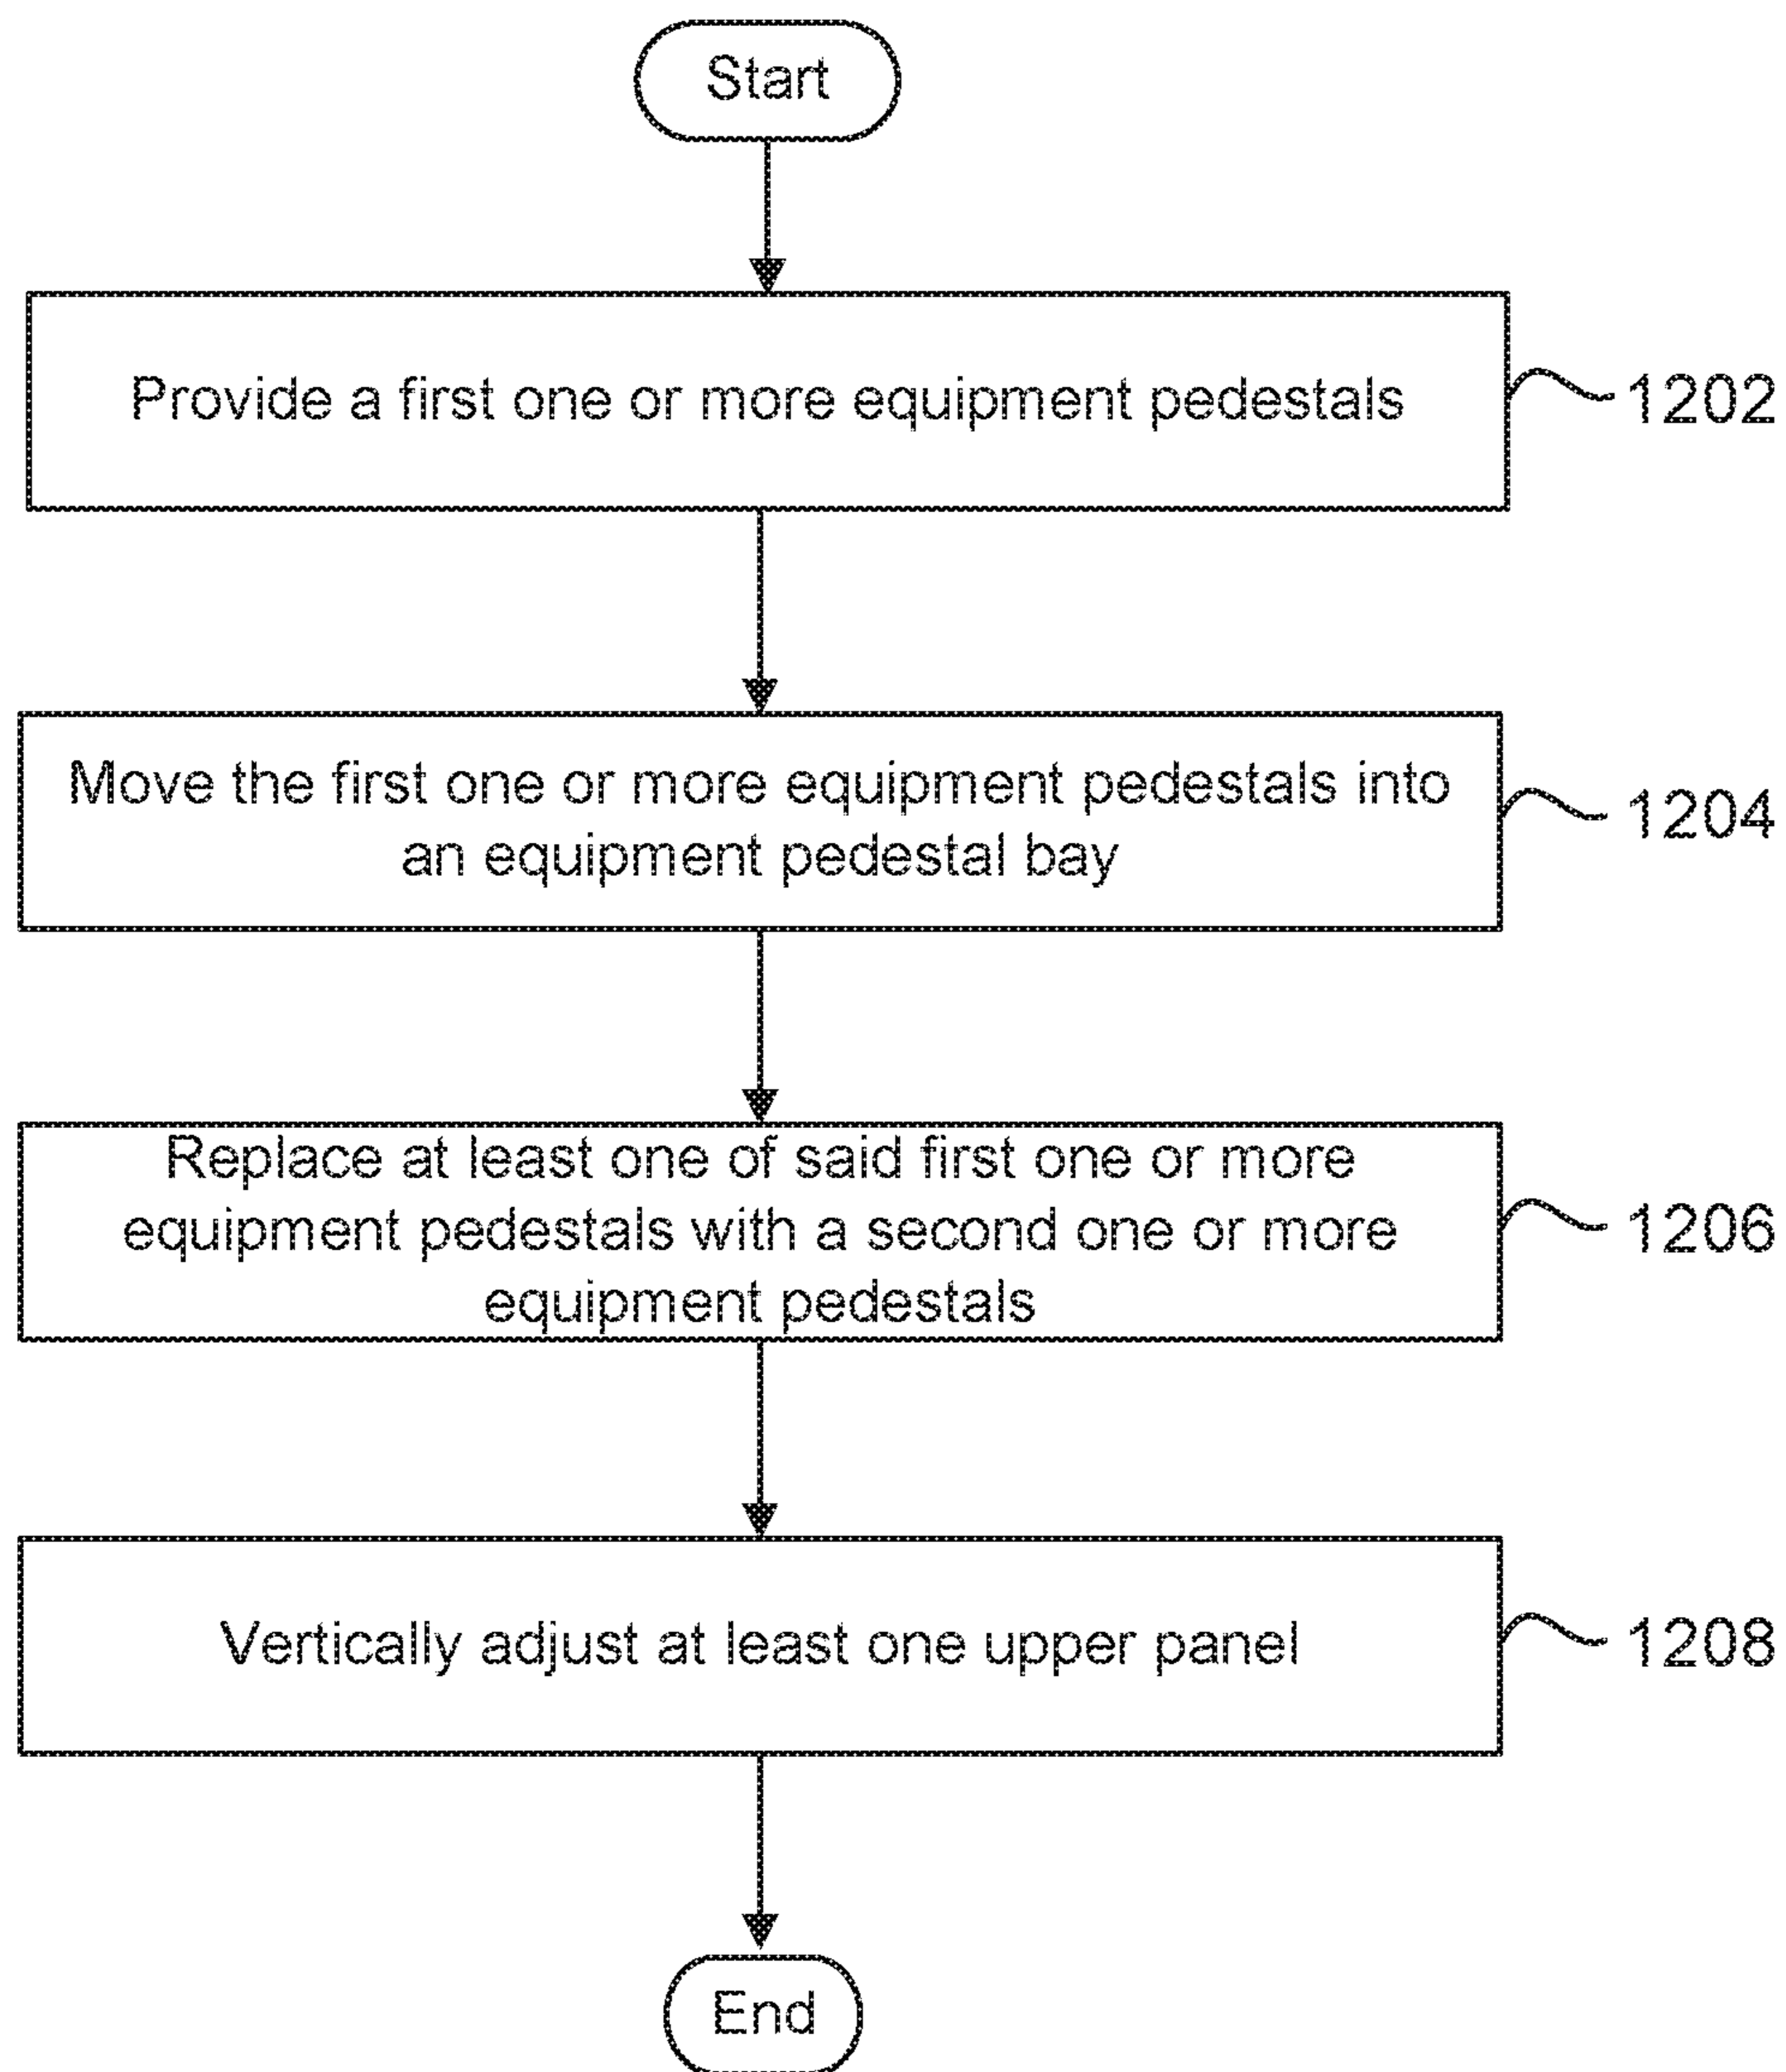 Start
Provide a first one or more equipment pedestals
1202
Move the first one or more equipment pedestals into
an equipment pedestal bay
1204
Replace at least one of said first one or more
equipment pedestals with a second one or more
equipment pedestals
1206
Vertically adjust at least one upper panel
1208
End